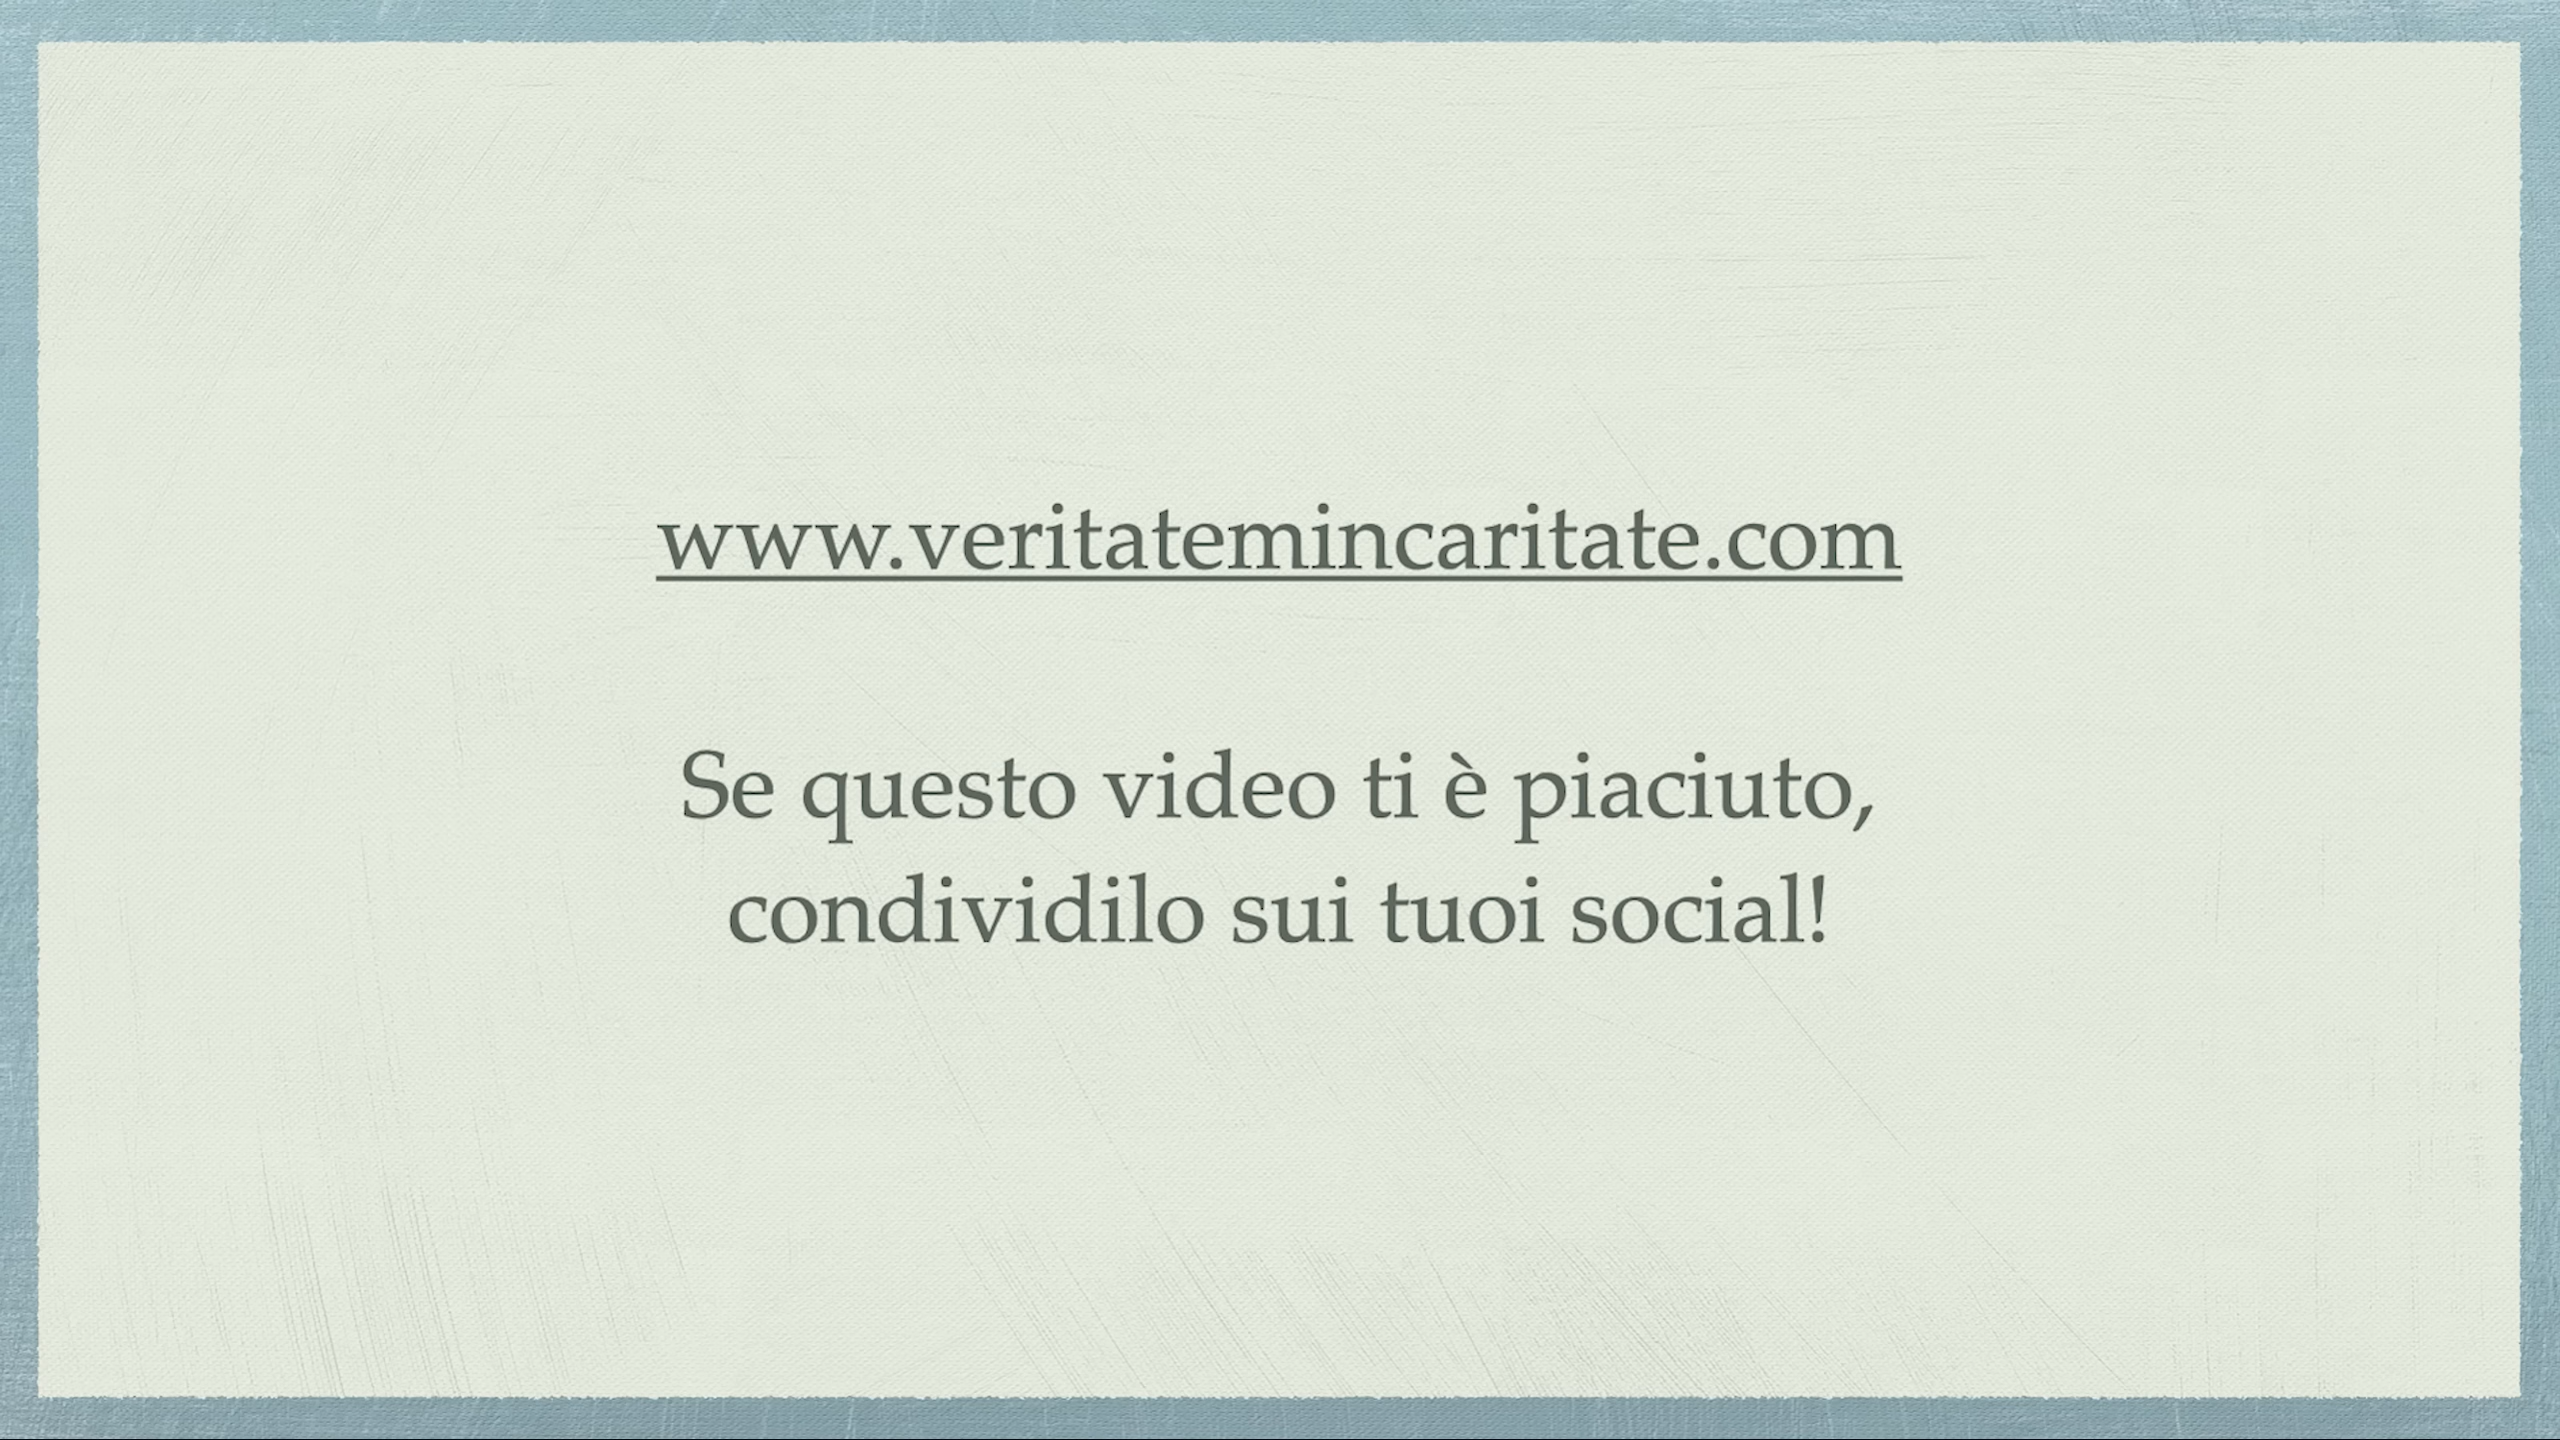 www.veritatemincaritate.com
Se questo video ti è piaciuto,
condividilo sui tuoi social!